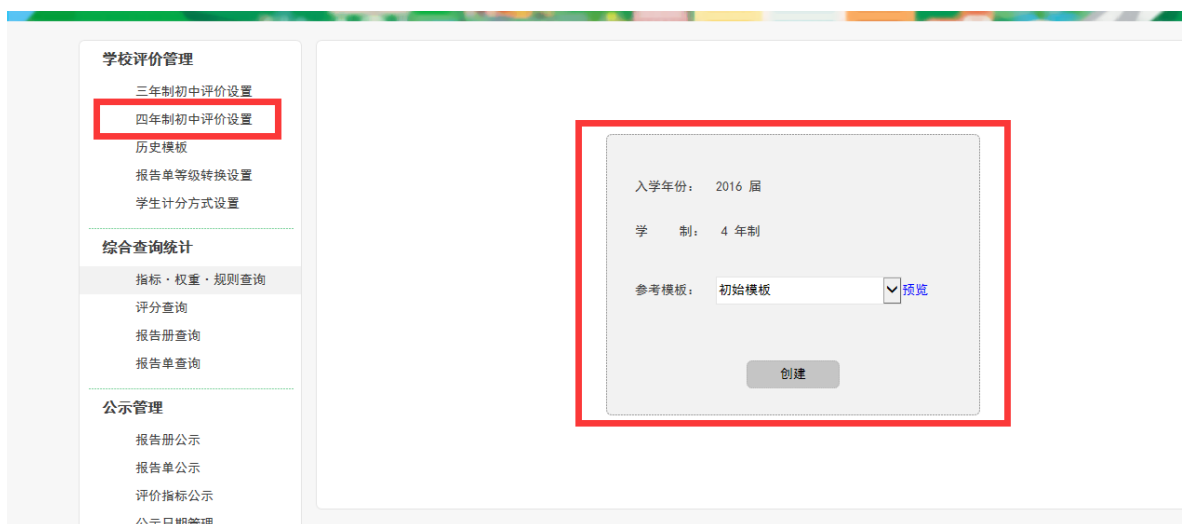 学校评价管理
三年制初中评价设置
四年制初中评价设置
历史模板
报告单等级转换设置
学生计分方式设置
综合查询统计
指标·权重·规则查询
评分查询
报告册查询
报告单查询
公示管理
报告册公示
报告单公示
评价指标公示
公示日期管理
入学年份： 2016 届
学 制： 4 年制
参考模板： 初始模板 预览
创建